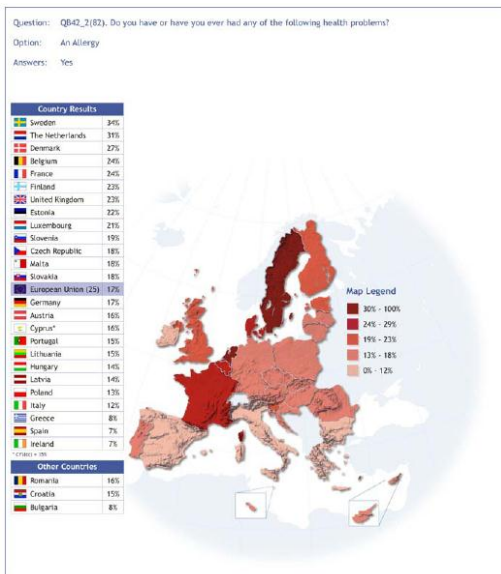 Question: QB42_2(B2). Do you have or have you ever had any of the following health problems?
Option: An Allergy
Answers: Yes
Country Results
Sweden 34%
The Netherlands 31%
Denmark 27%
Belgium 24%
France 24%
Finland 23%
United Kingdom 23%
Estonia 22%
Luxembourg 21%
Slovenia 19%
Czech Republic 18%
Malta 18%
Slovakia 18%
European Union (25) 17%
Germany 17%
Austria 16%
Cyprus* 16%
Portugal 15%
Lithuania 15%
Hungary 14%
Latvia 14%
Poland 13%
Italy 12%
Greece 8%
Spain 7%
Ireland 7%
Other Countries
Romania 16%
Croatia 15%
Bulgaria 8%
Map Legend
30% - 100%
24% - 29%
19% - 23%
13% - 18%
0% - 12%